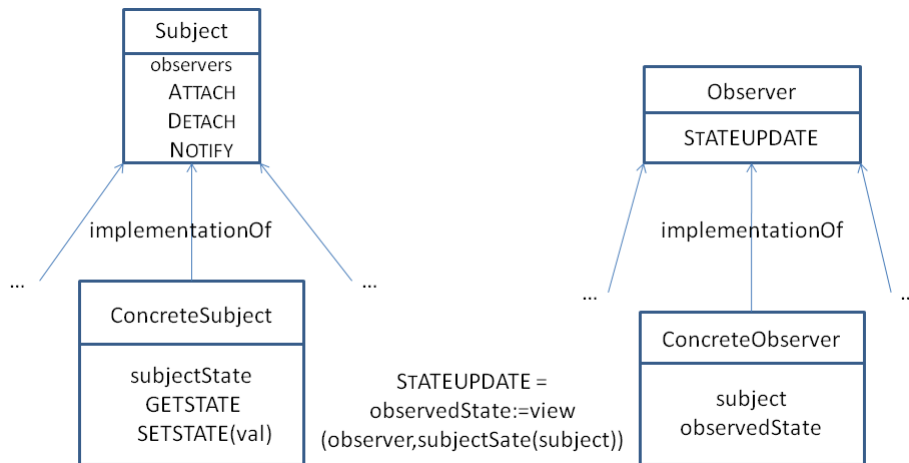 Subject
observers
ATTACH
DETACH
NOTIFY
Observer
STATEUPDATE
implementationOf
implementationOf
...
...
...
..
ConcreteSubject
subjectState
GETSTATE
SETSTATE(val)
STATEUPDATE =
observedState:=view
(observer,subjectSate(subject))
ConcreteObserver
subject
observedState